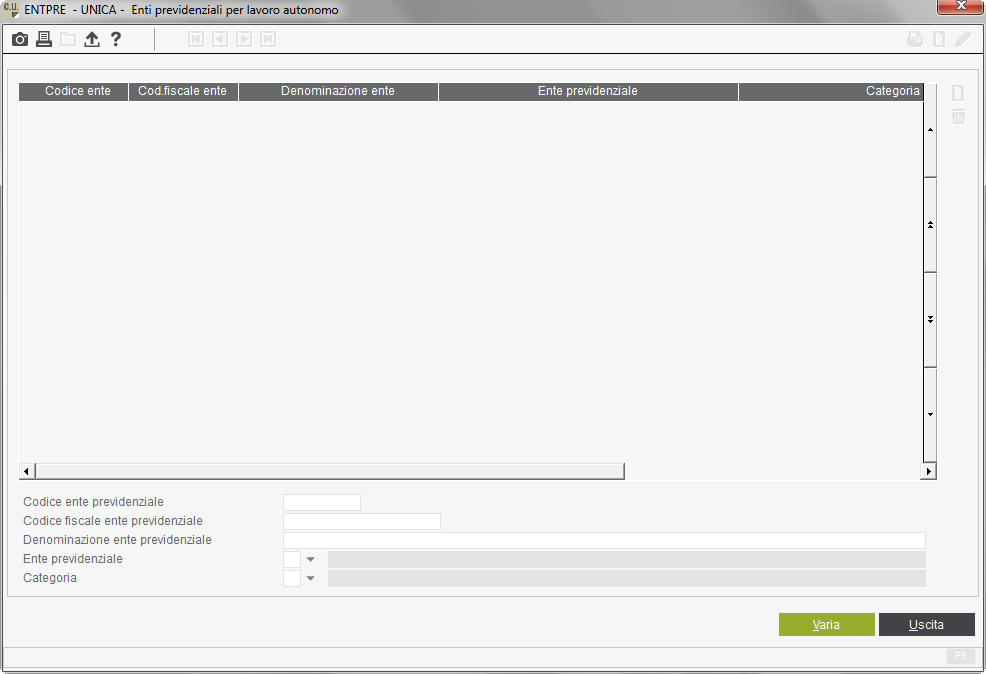 C.U. ENTPRE - UNICA - Enti previdenziali per lavoro autonomo
?
Codice ente Cod.fiscale ente Denominazione ente Ente previdenziale Categoria
Codice ente previdenziale
Codice fiscale ente previdenziale
Denominazione ente previdenziale
Ente previdenziale
Categoria
Varia Uscita
F9